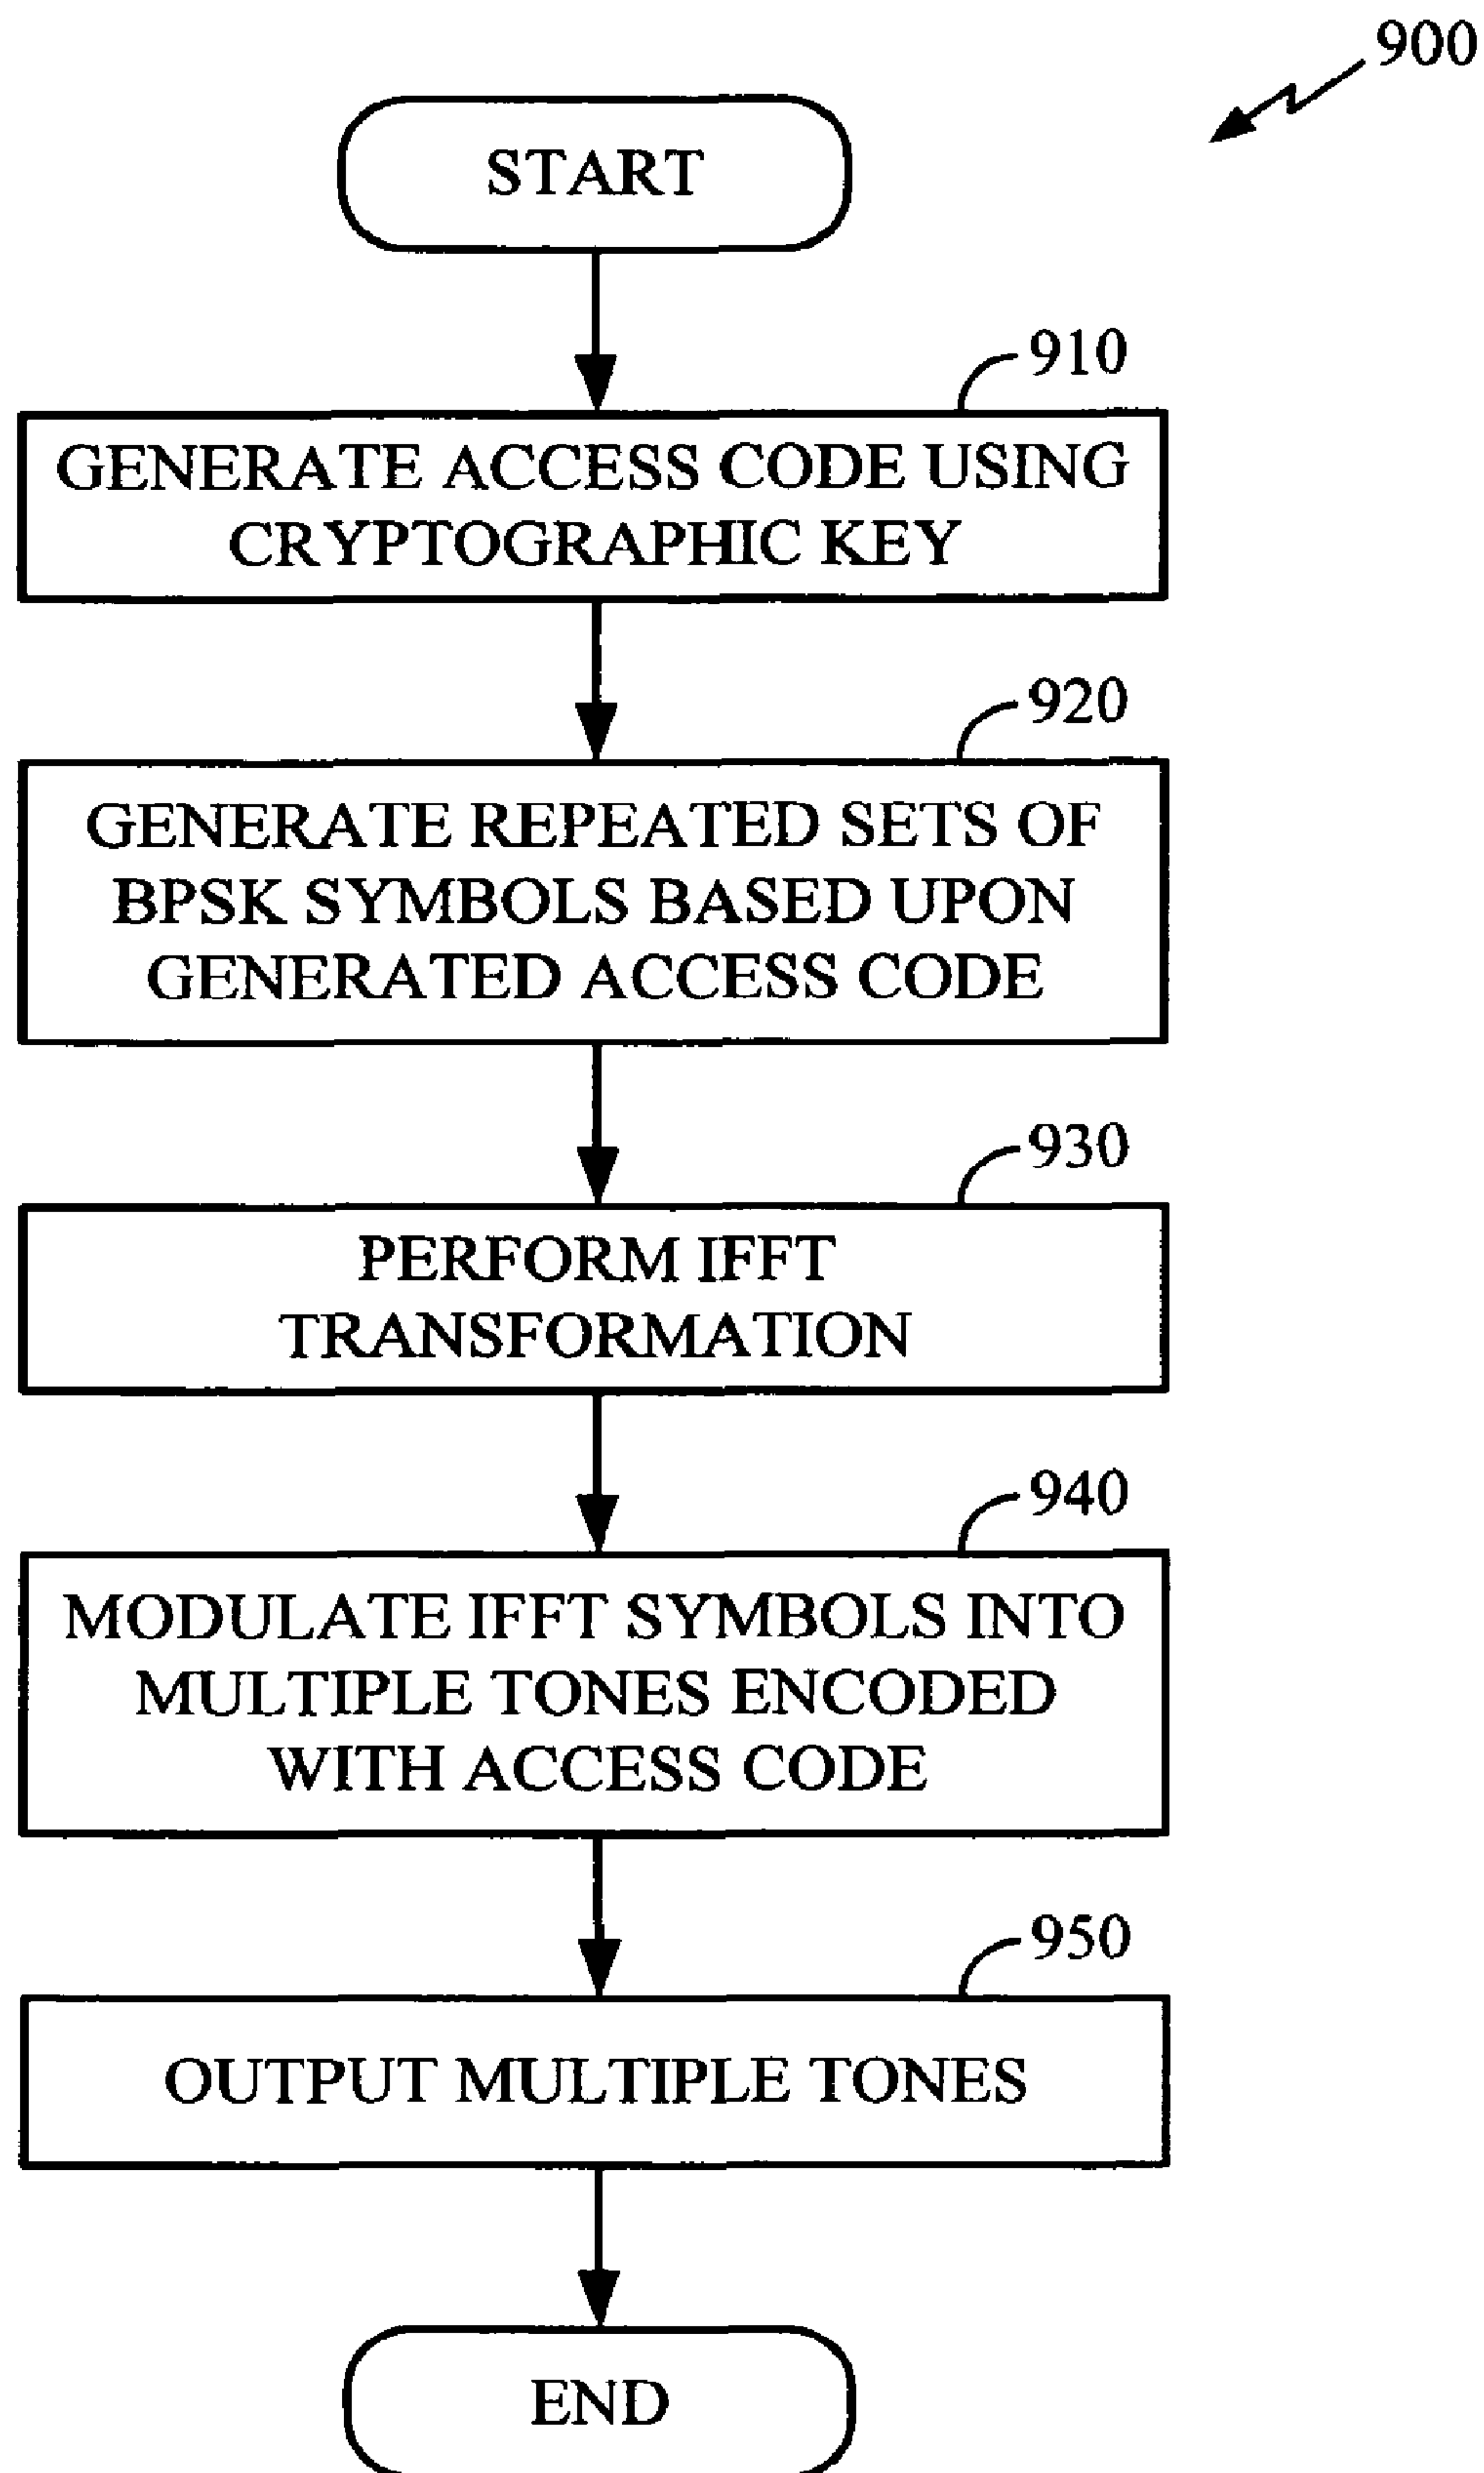 900
START
910
GENERATE ACCESS CODE USING
CRYPTOGRAPHIC KEY
920
GENERATE REPEATED SETS OF
BPSK SYMBOLS BASED UPON
GENERATED ACCESS CODE
930
PERFORM IFFT
TRANSFORMATION
940
MODULATE IFFT SYMBOLS INTO
MULTIPLE TONES ENCODED
WITH ACCESS CODE
950
OUTPUT MULTIPLE TONES
END